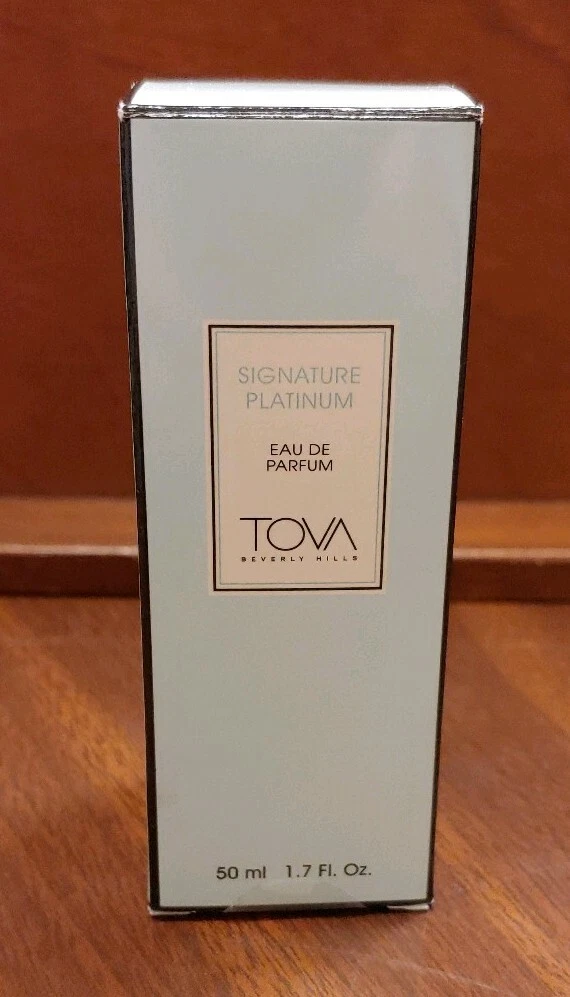 SIGNATURE
PLATINUM
EAU DE
PARFUM
TOVA
BEVERLY HILLS
50 ml 1.7 Fl. Oz.